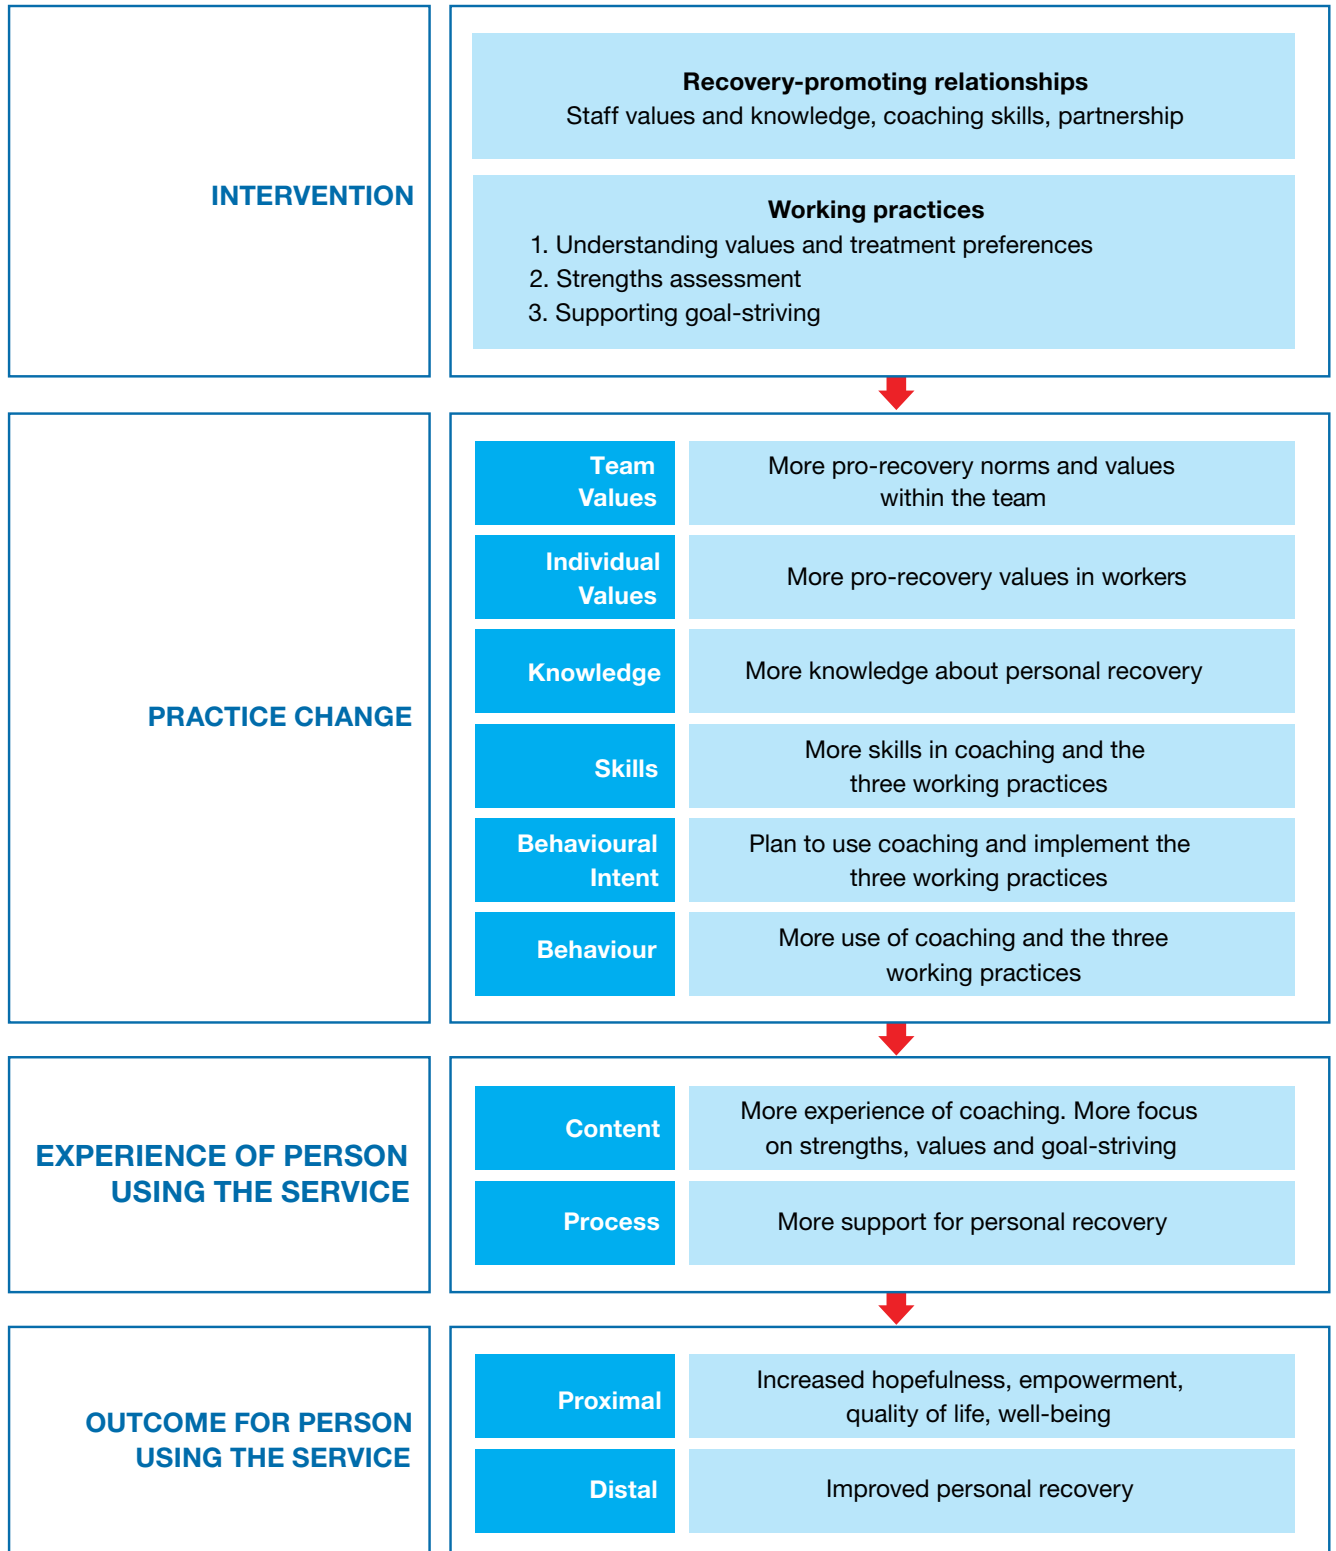 INTERVENTION
Recovery-promoting relationships
Staff values and knowledge, coaching skills, partnership
Working practices
1. Understanding values and treatment preferences
2. Strengths assessment
3. Supporting goal-striving
PRACTICE CHANGE
Team
Values
More pro-recovery norms and values
within the team
Individual
Values
More pro-recovery values in workers
Knowledge
More knowledge about personal recovery
Skills
More skills in coaching and the
three working practices
Behavioural
Intent
Plan to use coaching and implement the
three working practices
Behaviour
More use of coaching and the three
working practices
EXPERIENCE OF PERSON
USING THE SERVICE
Content
More experience of coaching. More focus
on strengths, values and goal-striving
Process
More support for personal recovery
OUTCOME FOR PERSON
USING THE SERVICE
Proximal
Increased hopefulness, empowerment,
quality of life, well-being
Distal
Improved personal recovery